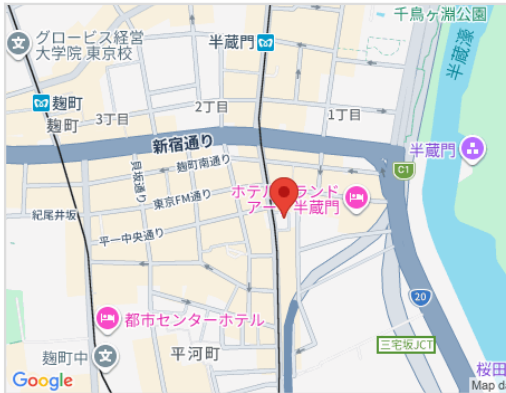 千鳥ヶ淵公園
グロービス経営
大学院 東京校
半蔵門
半蔵濠
麹町
麹町
2丁目
3丁目
1丁目
新宿通り
半蔵門
麹町南通り
C1
貝坂通り
東京FM通り
ホテル
ランド
アー
半蔵門
紀尾井坂
平一中央通り
20
都市センターホテル
三宅坂JCT
麹町中
平河町
桜田
Google
Map da